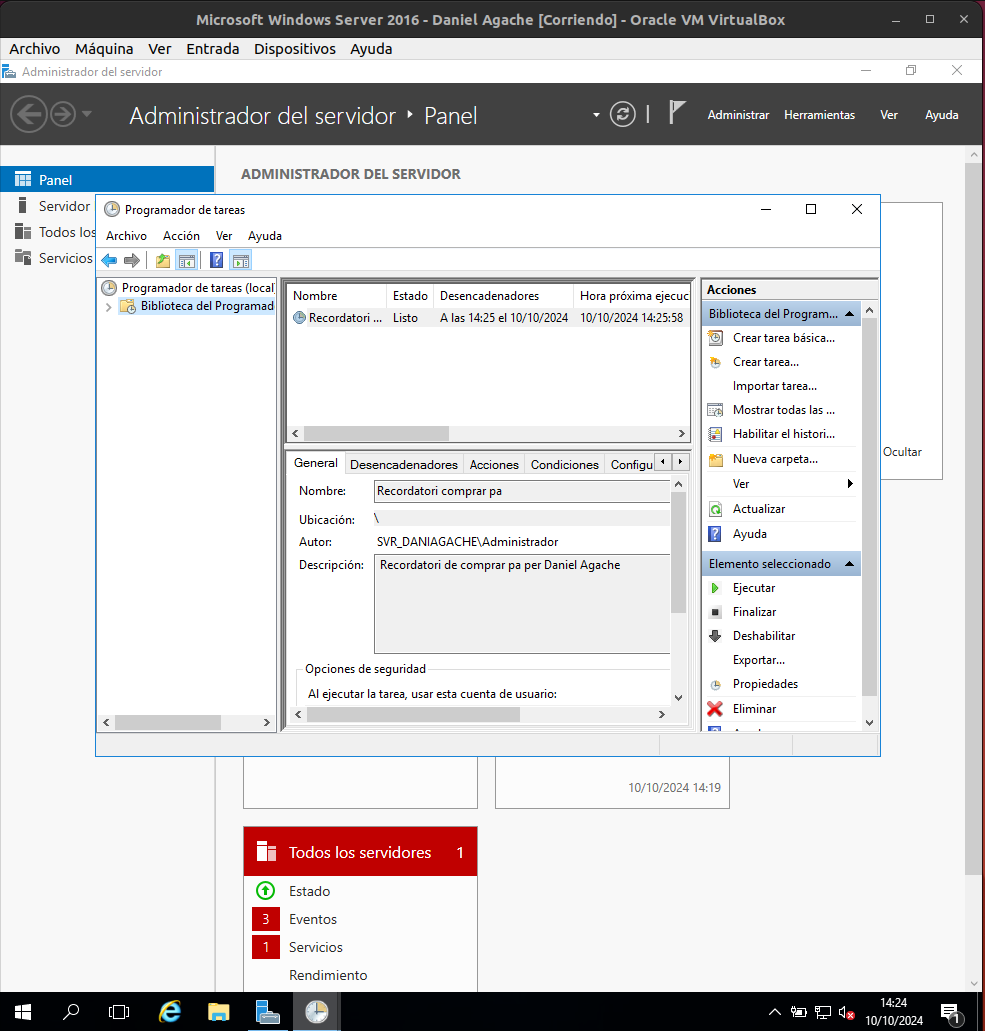 Microsoft Windows Server 2016 - Daniel Agache [Corriendo] - Oracle VM VirtualBox
Archivo Máquina Ver Entrada Dispositivos Ayuda
Administrador del servidor
Administrador del servidor ‣ Panel
Administrar Herramientas Ver Ayuda
Panel
Servidor
Todos los
Servicios
ADMINISTRADOR DEL SERVIDOR
Ocultar
Programador de tareas
Archivo Acción Ver Ayuda
Programador de tareas (local
Biblioteca del Programad
Nombre Estado Desencadenadores Hora próxima ejecuc
Recordatori ... Listo A las 14:25 el 10/10/2024 10/10/2024 14:25:58
General Desencadenadores Acciones Condiciones Configu
Nombre: Recordatori comprar pa
Ubicación: \
Autor: SVR_DANIAGACHE\Administrador
Descripción: Recordatori de comprar pa per Daniel Agache
Opciones de seguridad
Al ejecutar la tarea, usar esta cuenta de usuario:
Acciones
Biblioteca del Program...
Crear tarea básica...
Crear tarea...
Importar tarea...
Mostrar todas las ...
Habilitar el histori...
Nueva carpeta...
Ver
Actualizar
Ayuda
Elemento seleccionado
Ejecutar
Finalizar
Deshabilitar
Exportar...
Propiedades
Eliminar
10/10/2024 14:19
Todos los servidores 1
Estado
3 Eventos
1 Servicios
Rendimiento
14:24
10/10/2024
1